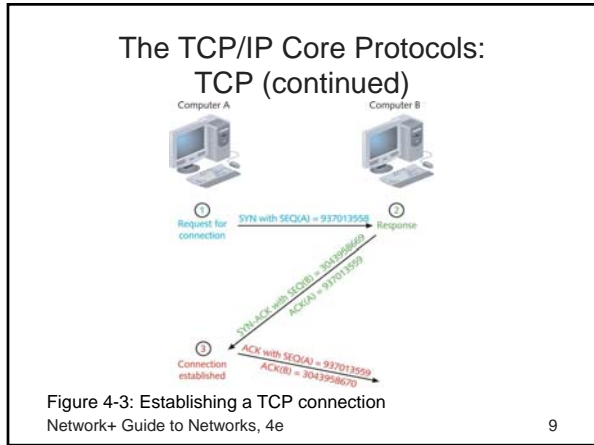 The TCP/IP Core Protocols:
TCP (continued)
Computer A
Computer B
1
Request for
connection
SYN with SEQ(A) = 937013558
2
Response
SYN-ACK with SEQ(B) = 3043958669
ACK(A) = 937013559
3
Connection
established
ACK with SEQ(A) = 937013559
ACK(B) = 3043958670
Figure 4-3: Establishing a TCP connection
Network+ Guide to Networks, 4e
9